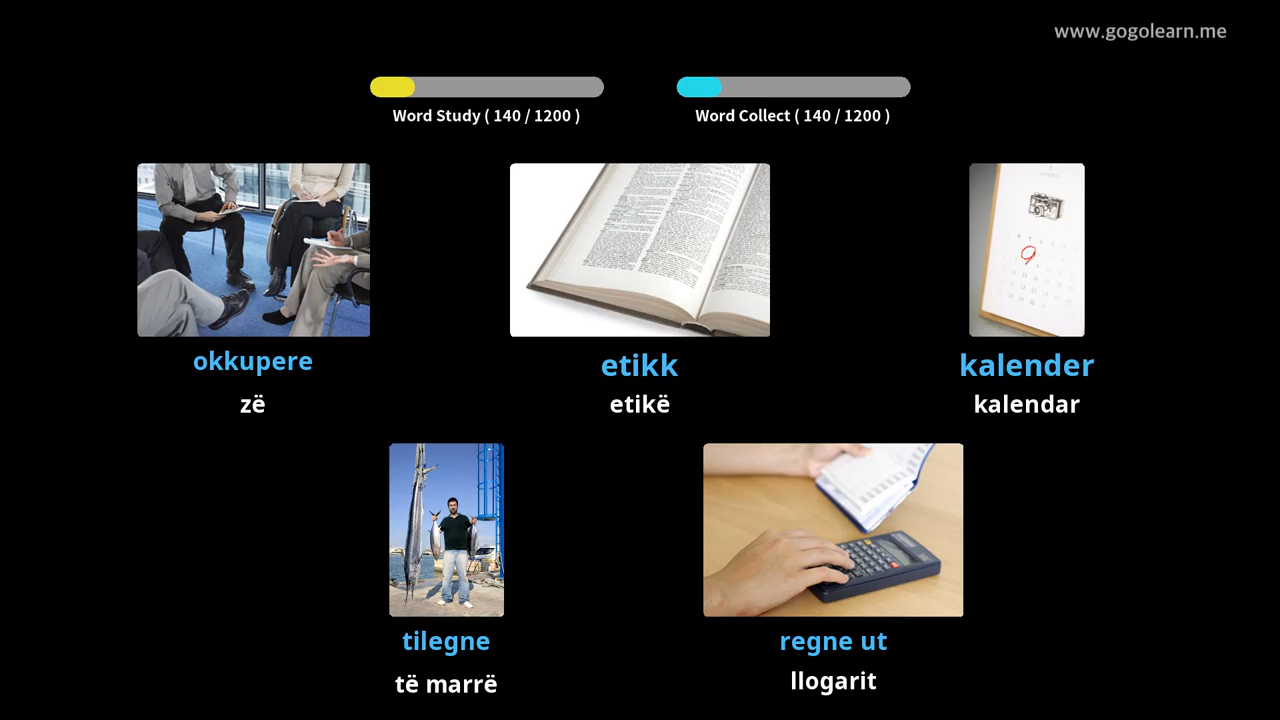 www.gogolearn.me
Word Study ( 140 / 1200 )
Word Collect ( 140 / 1200 )
okkupere
zë
etikk
etikë
kalender
kalendar
tilegne
të marrë
regne ut
llogarit